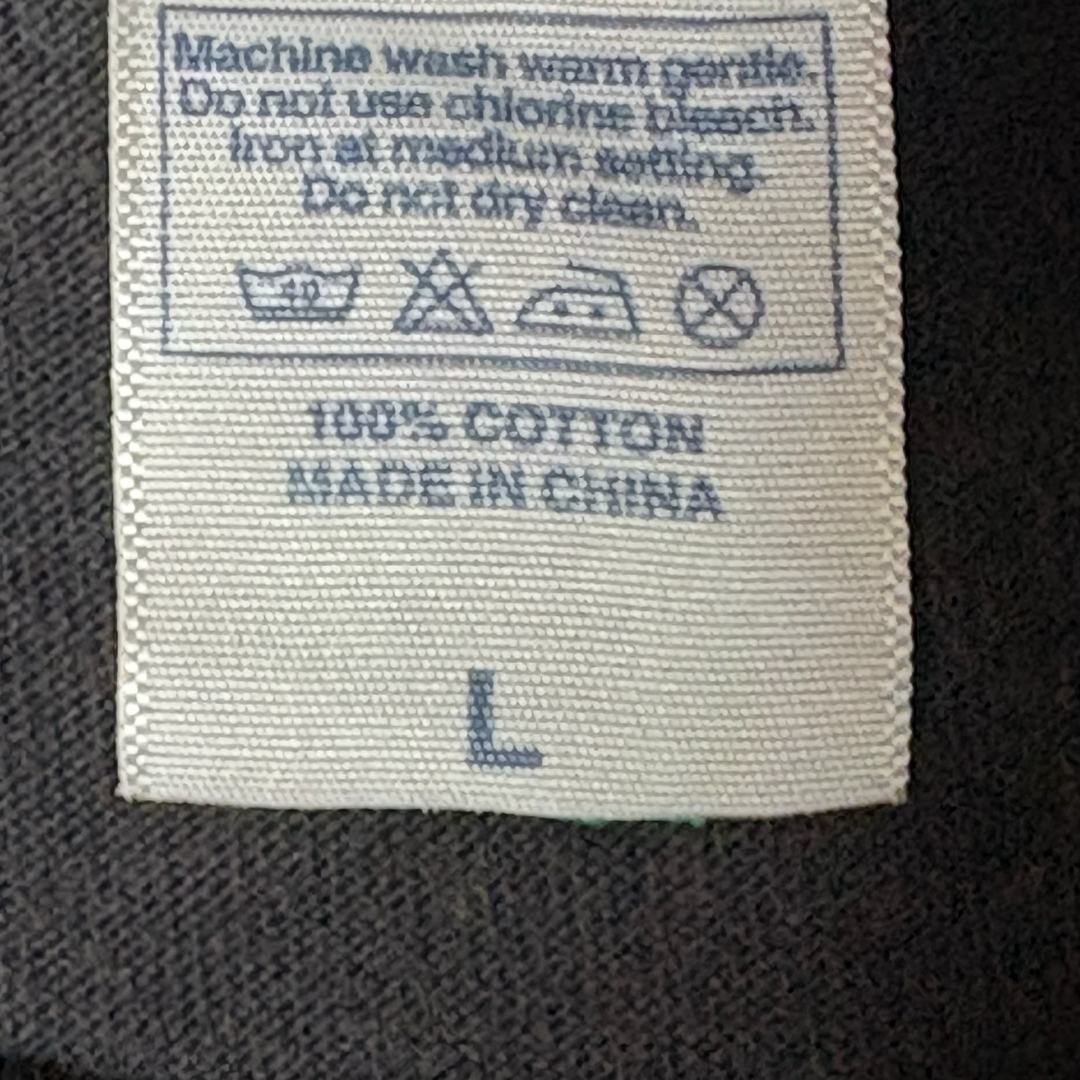 Machine wash warm gentle.
Do not use chlorine bleach.
Iron at medium setting.
Do not dry clean.
40
100% COTTON
MADE IN CHINA
L